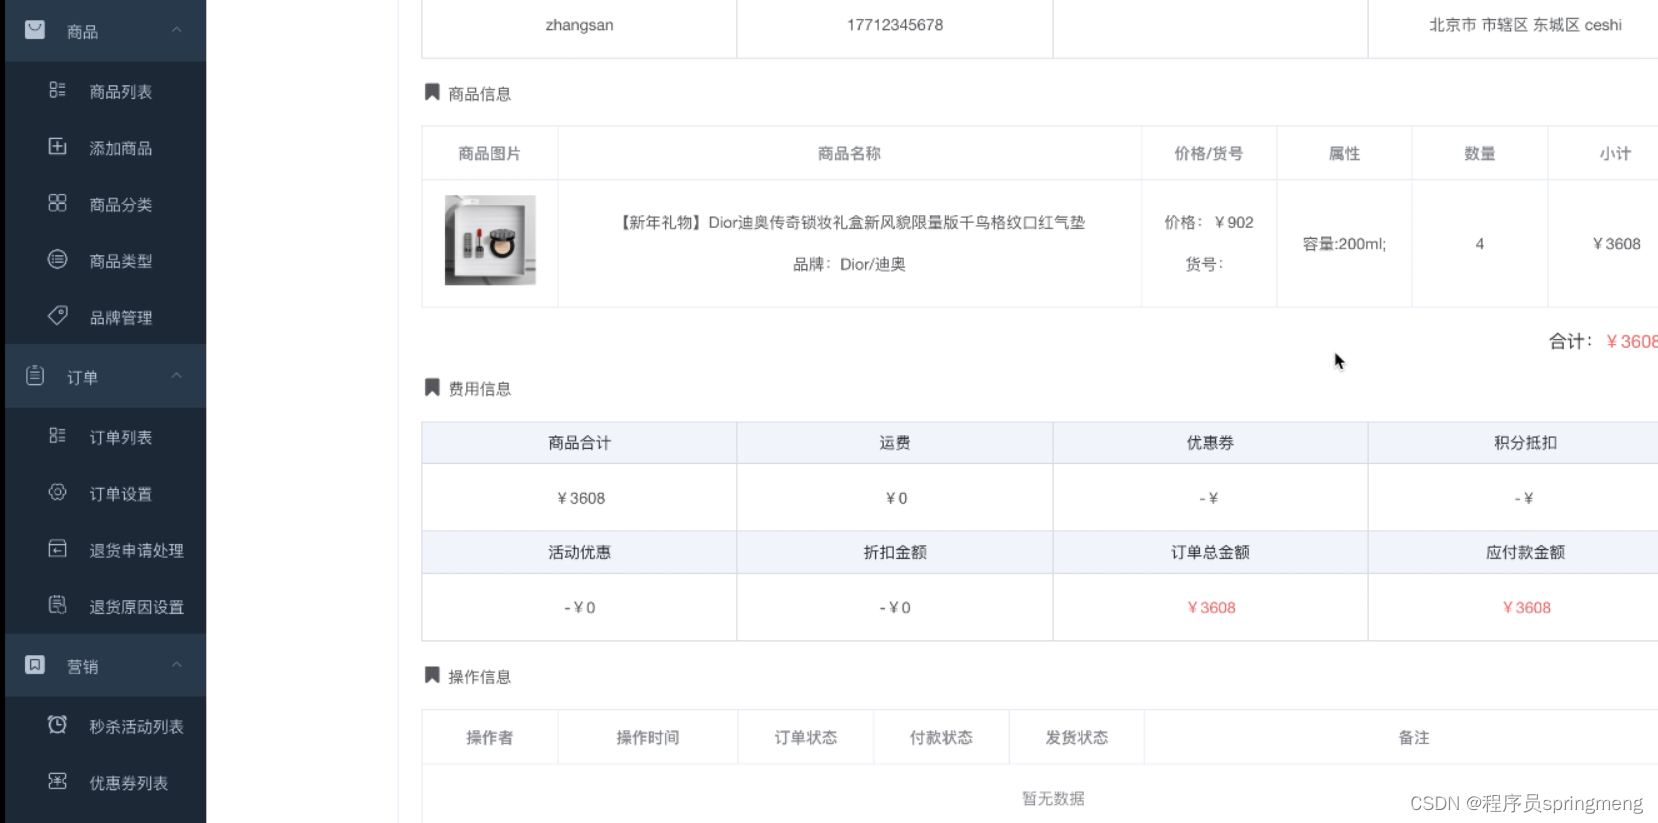 商品
商品列表
添加商品
商品分类
商品类型
品牌管理
订单
订单列表
订单设置
退货申请处理
退货原因设置
营销
秒杀活动列表
优惠券列表
zhangsan 17712345678 北京市 市辖区 东城区 ceshi
商品信息
商品图片 商品名称 价格/货号 属性 数量 小计
【新年礼物】Dior迪奥传奇锁妆礼盒新风貌限量版千鸟格纹口红气垫 价格：￥902
容量:200ml; 4 ￥3608
品牌：Dior/迪奥 货号：
合计：￥3608
费用信息
商品合计 运费 优惠券 积分抵扣
￥3608 ￥0 -￥ -￥
活动优惠 折扣金额 订单总金额 应付款金额
-￥0 -￥0 ￥3608 ￥3608
操作信息
操作者 操作时间 订单状态 付款状态 发货状态 备注
暂无数据
CSDN @程序员springmeng